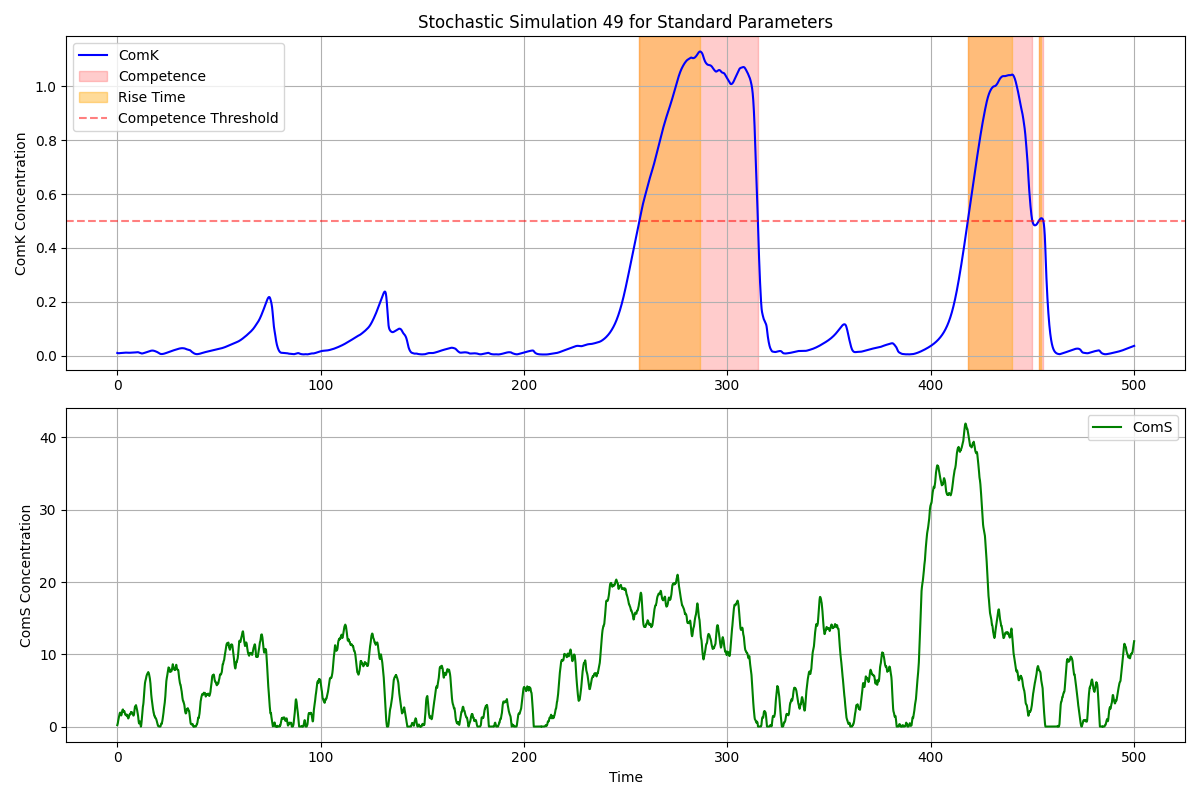 Stochastic Simulation 49 for Standard Parameters
ComK Concentration
1.0
0.8
0.6
0.4
0.2
0.0
ComK
Competence
Rise Time
Competence Threshold
0 100 200 300 400 500
ComS Concentration
40
30
20
10
0
ComS
0 100 200 300 400 500
Time